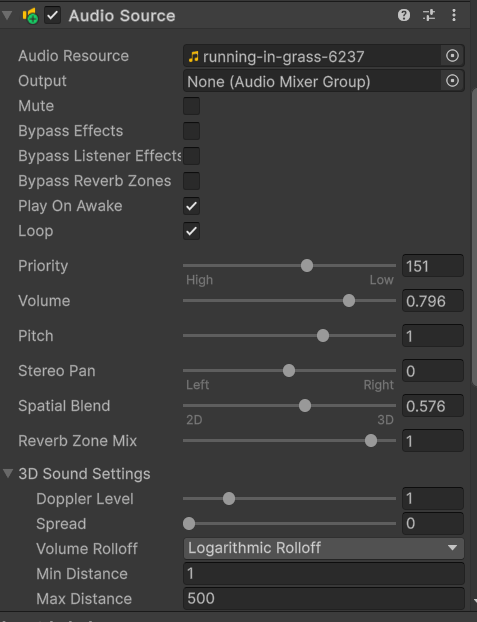 Audio Source
Audio Resource running-in-grass-6237
Output None (Audio Mixer Group)
Mute
Bypass Effects
Bypass Listener Effects
Bypass Reverb Zones
Play On Awake
Loop
Priority 151
High Low
Volume 0.796
Pitch 1
Stereo Pan 0
Left Right
Spatial Blend 0.576
2D 3D
Reverb Zone Mix 1
3D Sound Settings
Doppler Level 1
Spread 0
Volume Rolloff Logarithmic Rolloff
Min Distance 1
Max Distance 500